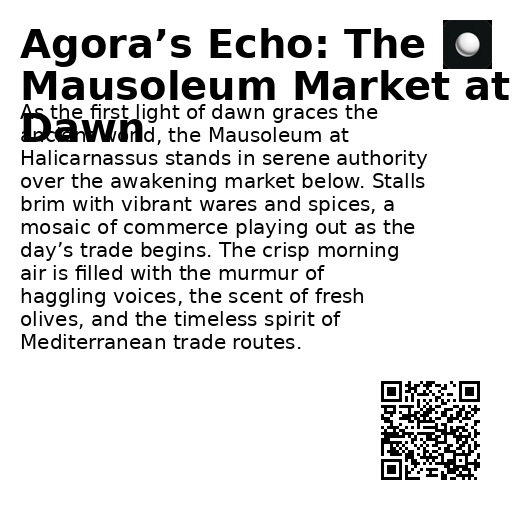 Agora’s Echo: The
Mausoleum Market at
Dawn
As the first light of dawn graces the
ancient world, the Mausoleum at
Halicarnassus stands in serene authority
over the awakening market below. Stalls
brim with vibrant wares and spices, a
mosaic of commerce playing out as the
day’s trade begins. The crisp morning
air is filled with the murmur of
haggling voices, the scent of fresh
olives, and the timeless spirit of
Mediterranean trade routes.